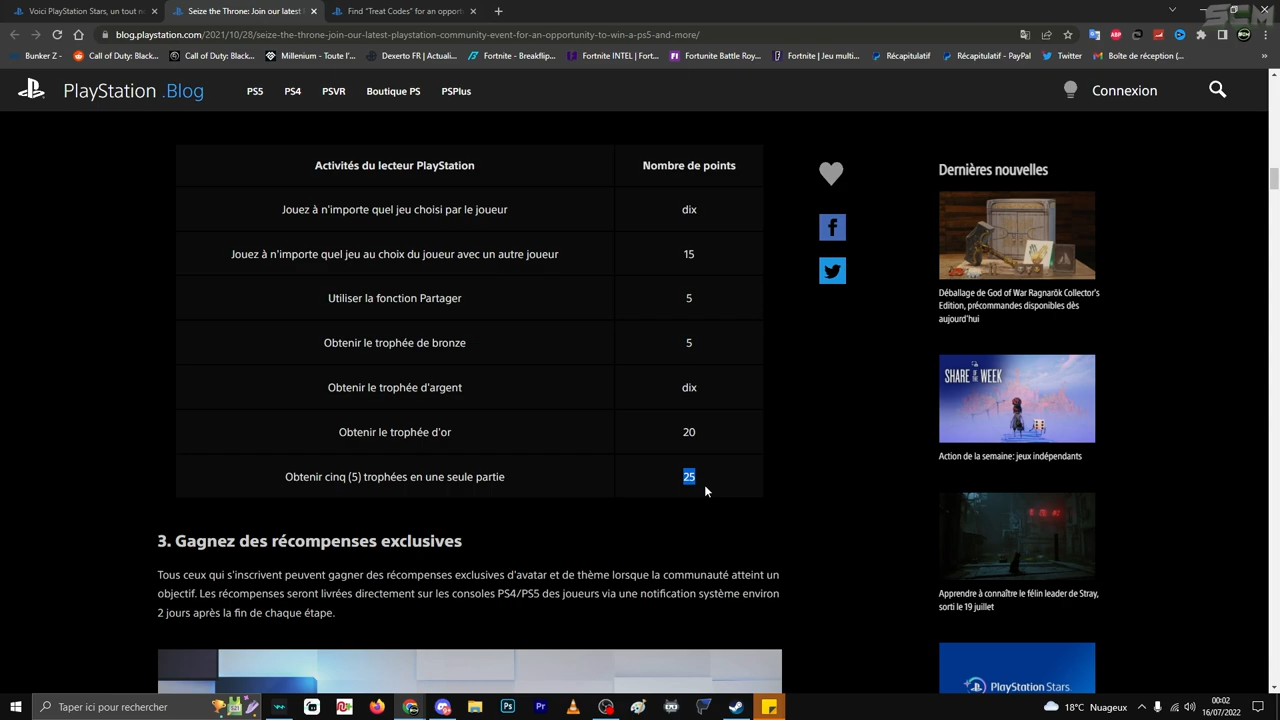 Voici PlayStation Stars, un tout n
Seize the Throne: Join our latest
Find "Treat Codes" for an opport
blog.playstation.com/2021/10/28/seize-the-throne-join-our-latest-playstation-community-event-for-an-opportunity-to-win-a-ps5-and-more/
Bunker Z -
Call of Duty: Black...
Call of Duty: Black...
Millenium - Toute l'...
Dexerto FR | Actuali...
Fortnite - Breakflip...
Fortnite INTEL | Fort...
Fortunite Battle Roy...
Fortnite | Jeu multi...
Récapitulatif
Récapitulatif - PayPal
Twitter
Boîte de réception (...
PlayStation .Blog
PS5
PS4
PSVR
Boutique PS
PSPlus
Connexion
Activités du lecteur PlayStation
Nombre de points
Jouez à n'importe quel jeu choisi par le joueur
dix
Jouez à n'importe quel jeu au choix du joueur avec un autre joueur
15
Utiliser la fonction Partager
5
Obtenir le trophée de bronze
5
Obtenir le trophée d'argent
dix
Obtenir le trophée d'or
20
Obtenir cinq (5) trophées en une seule partie
25
3. Gagnez des récompenses exclusives
Tous ceux qui s'inscrivent peuvent gagner des récompenses exclusives d'avatar et de thème lorsque la communauté atteint un
objectif. Les récompenses seront livrées directement sur les consoles PS4/PS5 des joueurs via une notification système environ
2 jours après la fin de chaque étape.
Dernières nouvelles
Déballage de God of War Ragnarök Collector's
Edition, précommandes disponibles dès
aujourd'hui
SHARE OF THE WEEK
Action de la semaine: jeux indépendants
Apprendre à connaître le félin leader de Stray,
sorti le 19 juillet
PlayStation Stars
Taper ici pour rechercher
18°C Nuageux
00:02
16/07/2022